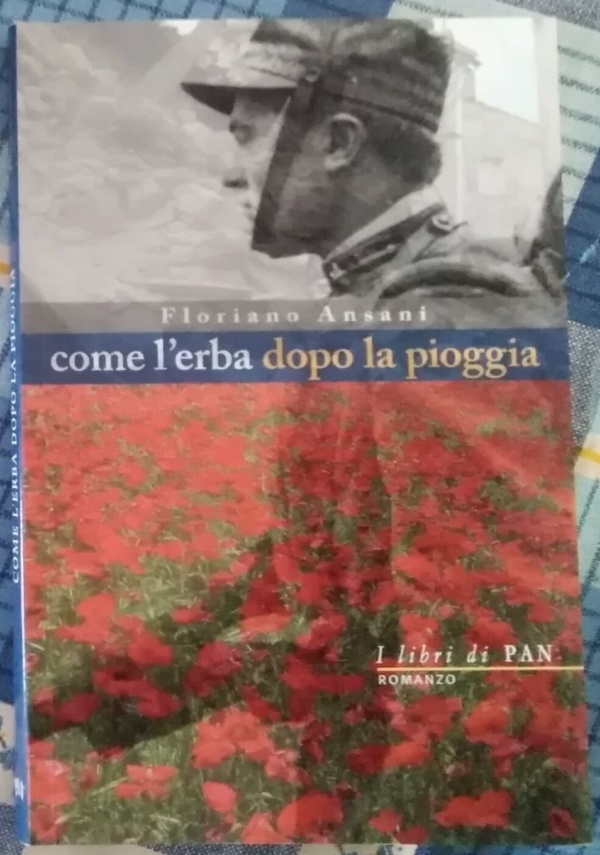 Floriano Ansani
come l'erba dopo la pioggia
I libri di PAN
ROMANZO
COME L'ERBA DOPO LA PIOGGIA